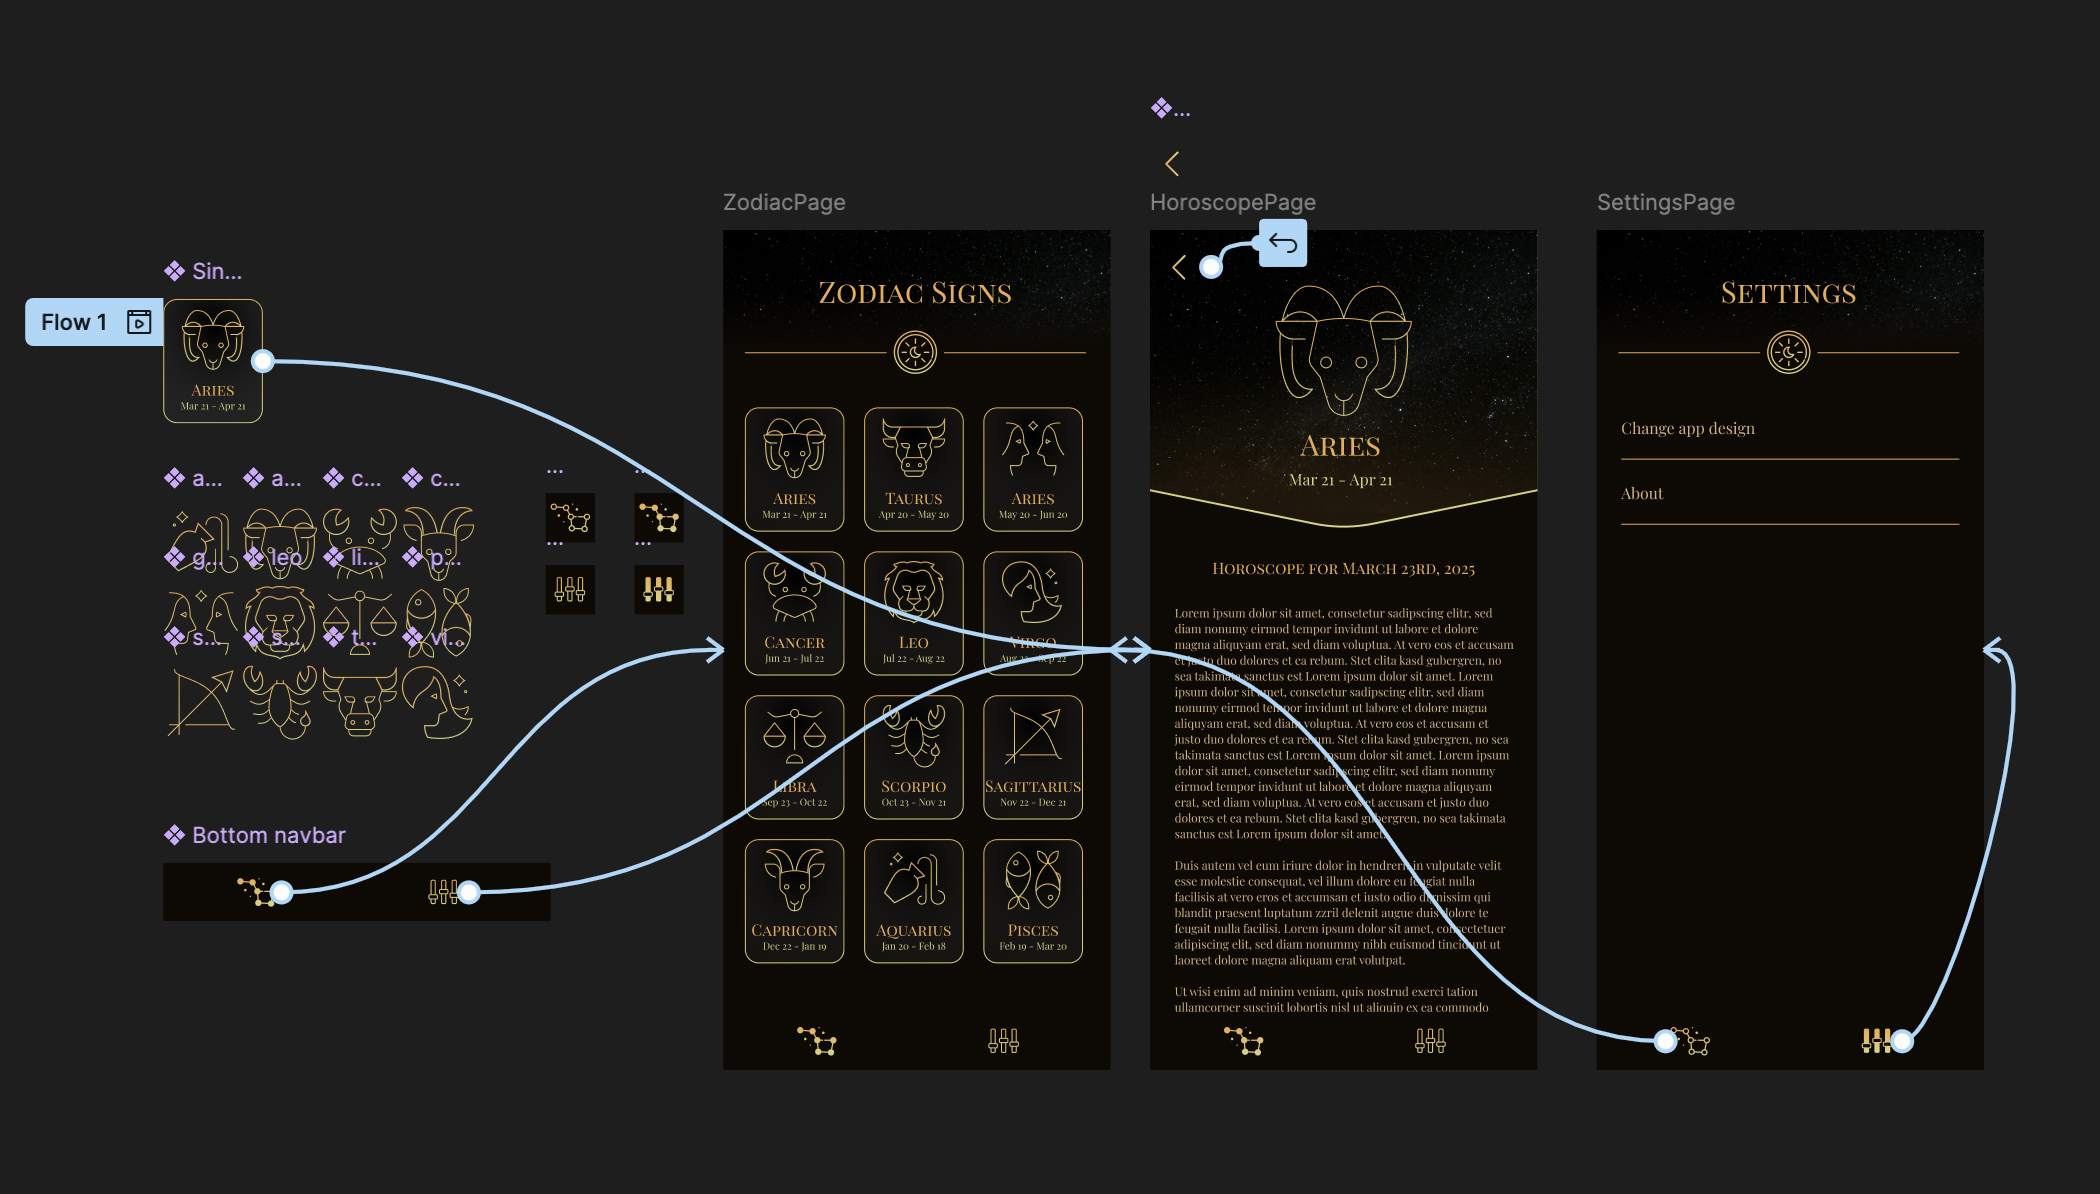 ...
ZodiacPage
HoroscopePage
SettingsPage
Sin...
Flow 1
ARIES
Mar 21 - Apr 21
a...
a...
c...
c...
...
...
g...
leo
li...
p...
...
...
s...
s...
t...
vi...
Bottom navbar
ZODIAC SIGNS
ARIES
Mar 21 - Apr 21
TAURUS
Apr 20 - May 20
ARIES
May 20 - Jun 20
CANCER
Jun 21 - Jul 22
LEO
Jul 22 - Aug 22
VIRGO
Aug 23 - Sep 22
LIBRA
Sep 23 - Oct 22
SCORPIO
Oct 23 - Nov 21
SAGITTARIUS
Nov 22 - Dec 21
CAPRICORN
Dec 22 - Jan 19
AQUARIUS
Jan 20 - Feb 18
PISCES
Feb 19 - Mar 20
ARIES
Mar 21 - Apr 21
HOROSCOPE FOR MARCH 23RD, 2025
Lorem ipsum dolor sit amet, consetetur sadipscing elitr, sed
diam nonumy eirmod tempor invidunt ut labore et dolore
magna aliquyam erat, sed diam voluptua. At vero eos et accusam
et justo duo dolores et ea rebum. Stet clita kasd gubergren, no
sea takimata sanctus est Lorem ipsum dolor sit amet. Lorem
ipsum dolor sit amet, consetetur sadipscing elitr, sed diam
nonumy eirmod tempor invidunt ut labore et dolore magna
aliquyam erat, sed diam voluptua. At vero eos et accusam et
justo duo dolores et ea rebum. Stet clita kasd gubergren, no sea
takimata sanctus est Lorem ipsum dolor sit amet. Lorem ipsum
dolor sit amet, consetetur sadipscing elitr, sed diam nonumy
eirmod tempor invidunt ut labore et dolore magna aliquyam
erat, sed diam voluptua. At vero eos et accusam et justo duo
dolores et ea rebum. Stet clita kasd gubergren, no sea takimata
sanctus est Lorem ipsum dolor sit amet.
Duis autem vel eum iriure dolor in hendrerit in vulputate velit
esse molestie consequat, vel illum dolore eu feugiat nulla
facilisis at vero eros et accumsan et iusto odio dignissim qui
blandit praesent luptatum zzril delenit augue duis dolore te
feugait nulla facilisi. Lorem ipsum dolor sit amet, consectetuer
adipiscing elit, sed diam nonummy nibh euismod tincidunt ut
laoreet dolore magna aliquam erat volutpat.
Ut wisi enim ad minim veniam, quis nostrud exerci tation
ullamcorper suscipit lobortis nisl ut aliquip ex ea commodo
SETTINGS
Change app design
About